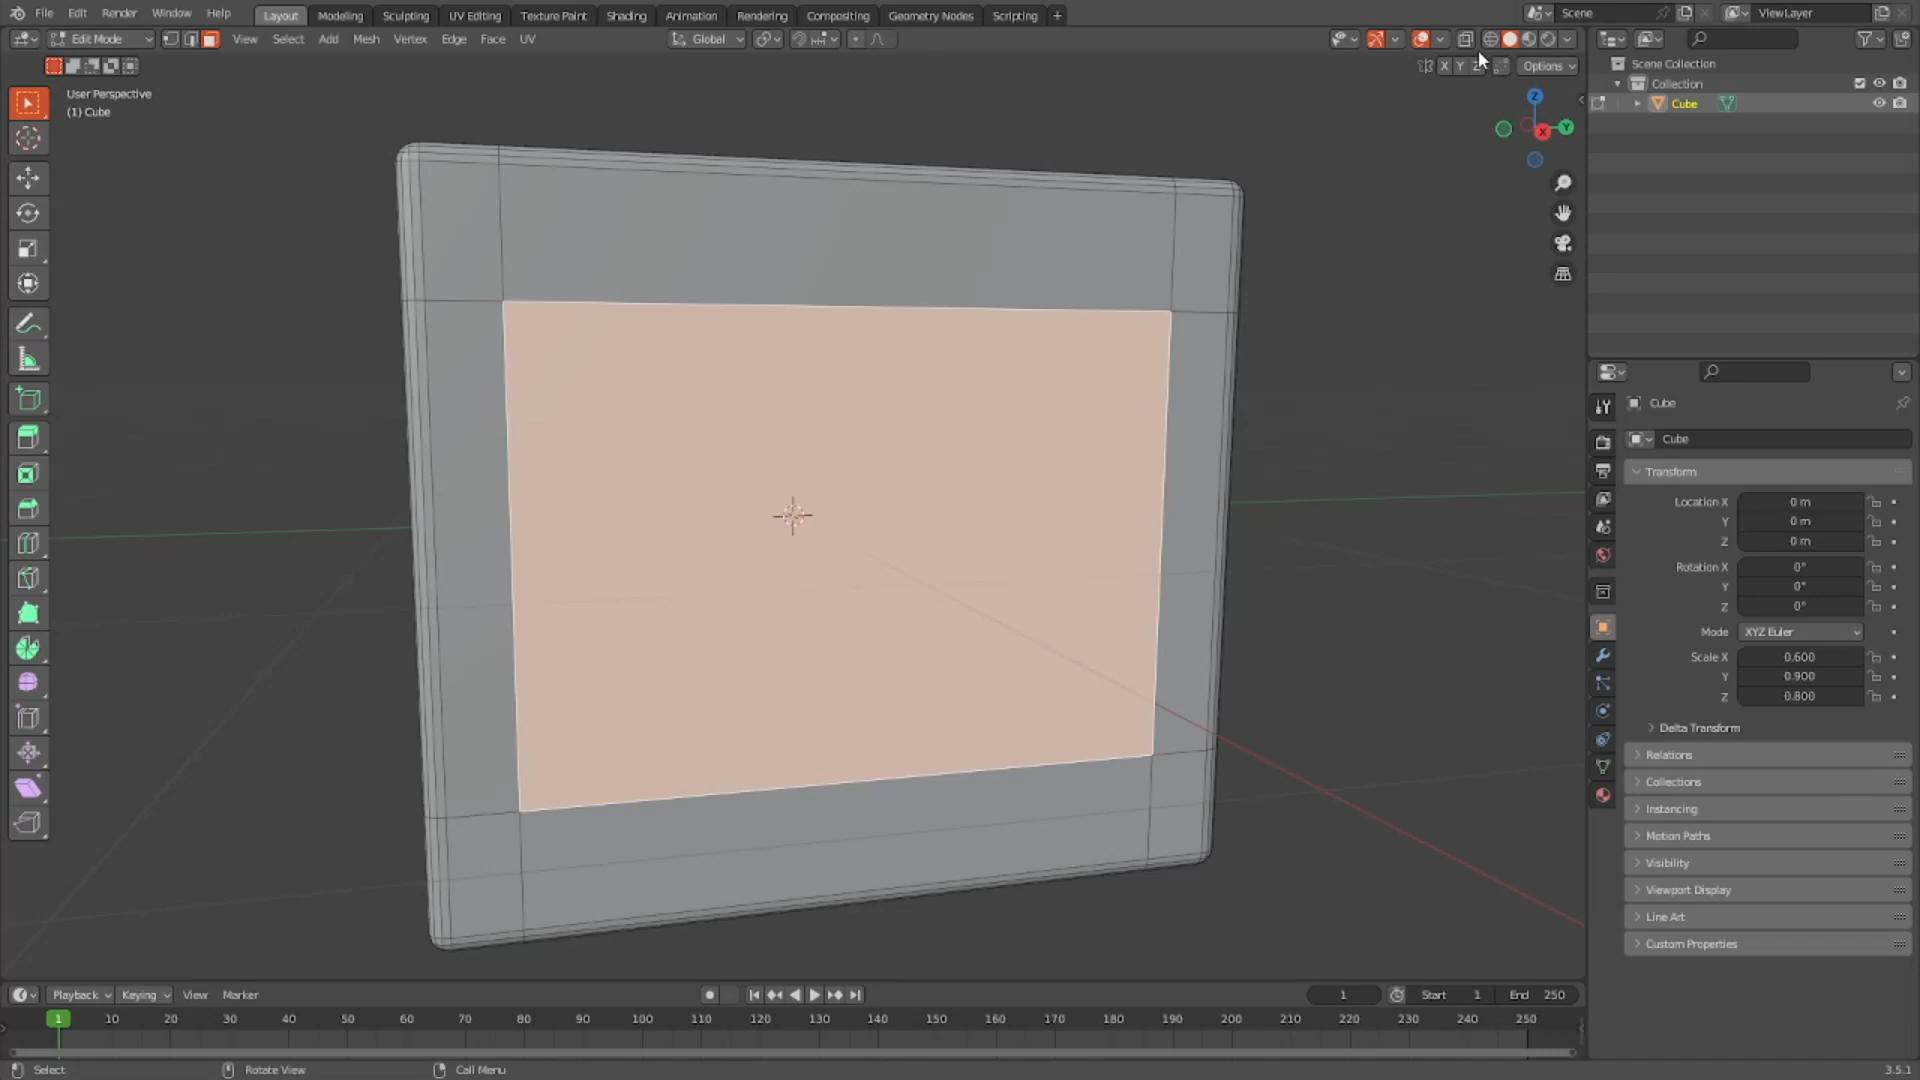 File Edit Render Window Help Layout Modeling Sculpting UV Editing Texture Paint Shading Animation Rendering Compositing Geometry Nodes Scripting + Scene ViewLayer
Edit Mode View Select Add Mesh Vertex Edge Face UV Global
X Y Z Options
Scene Collection
Collection
Cube
User Perspective
(1) Cube
Z
Y
X
Cube
Cube
Transform
Location X 0 m
Y 0 m
Z 0 m
Rotation X 0°
Y 0°
Z 0°
Mode XYZ Euler
Scale X 0.600
Y 0.900
Z 0.800
Delta Transform
Relations
Collections
Instancing
Motion Paths
Visibility
Viewport Display
Line Art
Custom Properties
Playback Keying View Marker 1 Start 1 End 250
1 10 20 30 40 50 60 70 80 90 100 110 120 130 140 150 160 170 180 190 200 210 220 230 240 250
Select Rotate View Call Menu 3.5.1